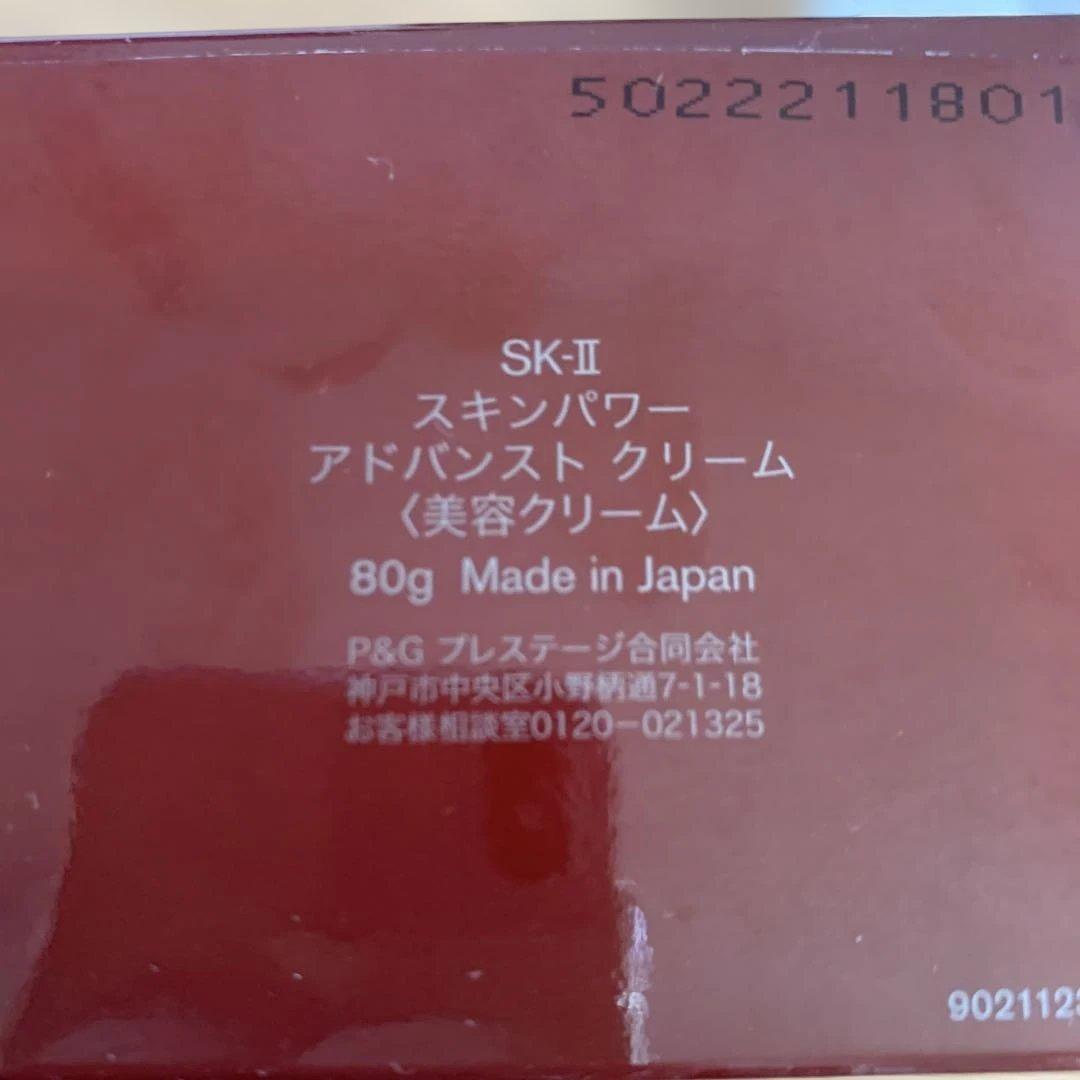 5022211801
SK-Ⅱ
スキンパワー
アドバンスト クリーム
〈美容クリーム〉
80g Made in Japan
P&G プレステージ合同会社
神戸市中央区小野柄通7-1-18
お客様相談室0120-021325
9021128